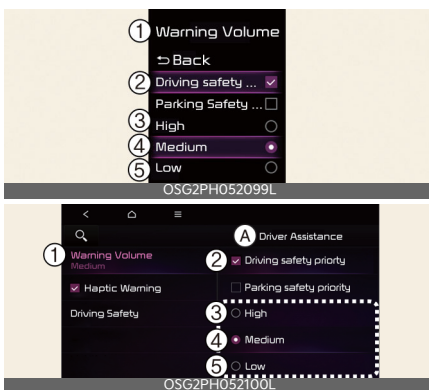 ① Warning Volume
⮌ Back
② Driving safety ...
Parking Safety ...
③ High
④ Medium
⑤ Low
OSG2PH052099L
Ⓐ Driver Assistance
① Warning Volume
Medium
② Driving safety priorty
Haptic Warning
Parking safety priority
Driving Safety
③ High
④ Medium
⑤ Low
OSG2PH052100L